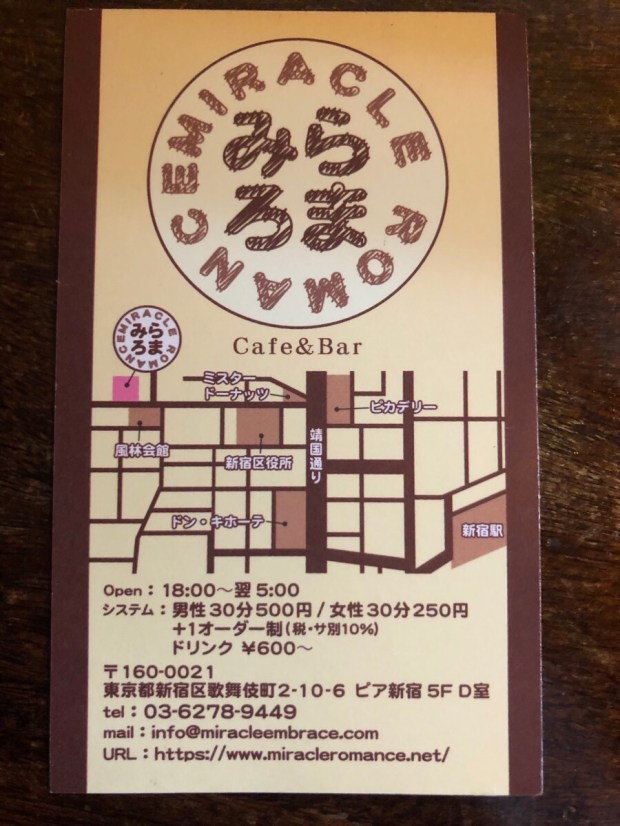 MIRACLE ROMANCE
みら
ろま
Cafe&Bar
MIRACLE ROMANCE
みら
ろま
ミスター
ドーナッツ
ピカデリー
風林会館
新宿区役所
靖国通り
ドン・キホーテ
新宿駅
Open：18:00〜翌5:00
システム：男性30分500円/女性30分250円
+1オーダー制(税・サ別10%)
ドリンク ¥600〜
〒160-0021
東京都新宿区歌舞伎町2-10-6 ピア新宿5F D室
tel：03-6278-9449
mail：info@miracleembrace.com
URL：https://www.miracleromance.net/